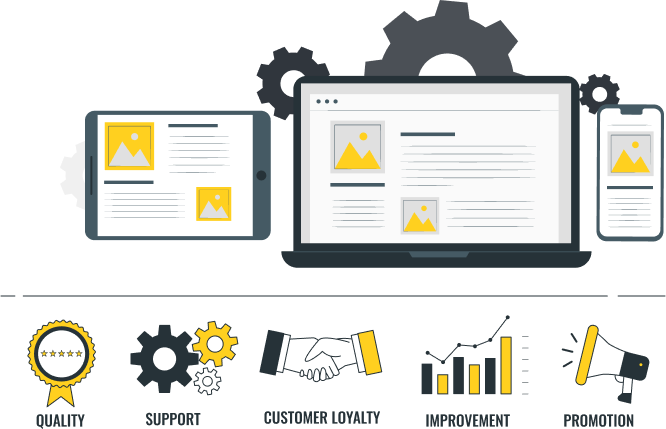 QUALITY
SUPPORT
CUSTOMER LOYALTY
IMPROVEMENT
PROMOTION